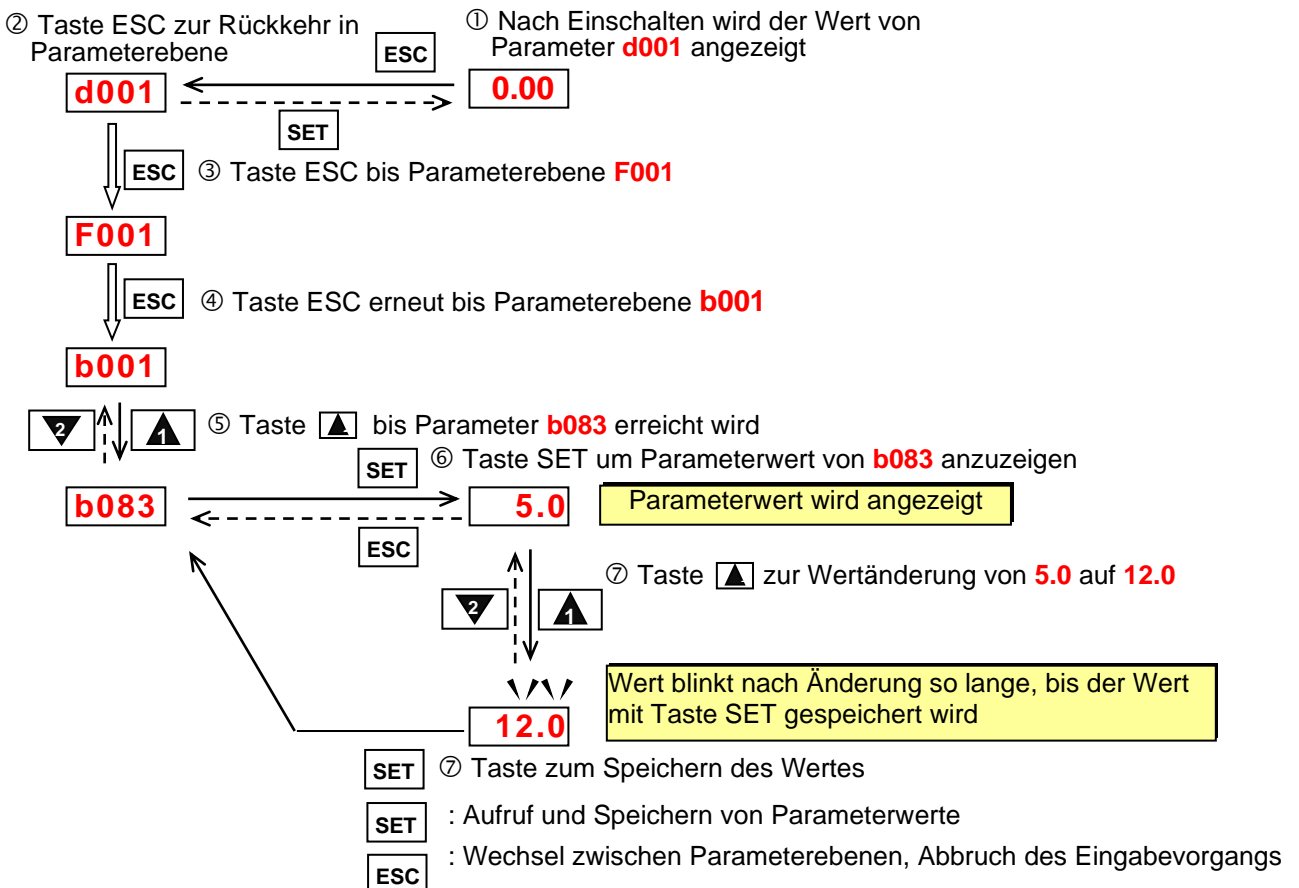 ② Taste ESC zur Rückkehr in
Parameterebene
ESC
① Nach Einschalten wird der Wert von
Parameter d001 angezeigt
d001
0.00
SET
ESC
③ Taste ESC bis Parameterebene F001
F001
ESC
④ Taste ESC erneut bis Parameterebene b001
b001
2
1
⑤ Taste bis Parameter b083 erreicht wird
SET
⑥ Taste SET um Parameterwert von b083 anzuzeigen
b083
5.0
Parameterwert wird angezeigt
ESC
⑦ Taste zur Wertänderung von 5.0 auf 12.0
2
1
Wert blinkt nach Änderung so lange, bis der Wert
mit Taste SET gespeichert wird
12.0
SET
⑦ Taste zum Speichern des Wertes
SET
: Aufruf und Speichern von Parameterwerte
ESC
: Wechsel zwischen Parameterebenen, Abbruch des Eingabevorgangs